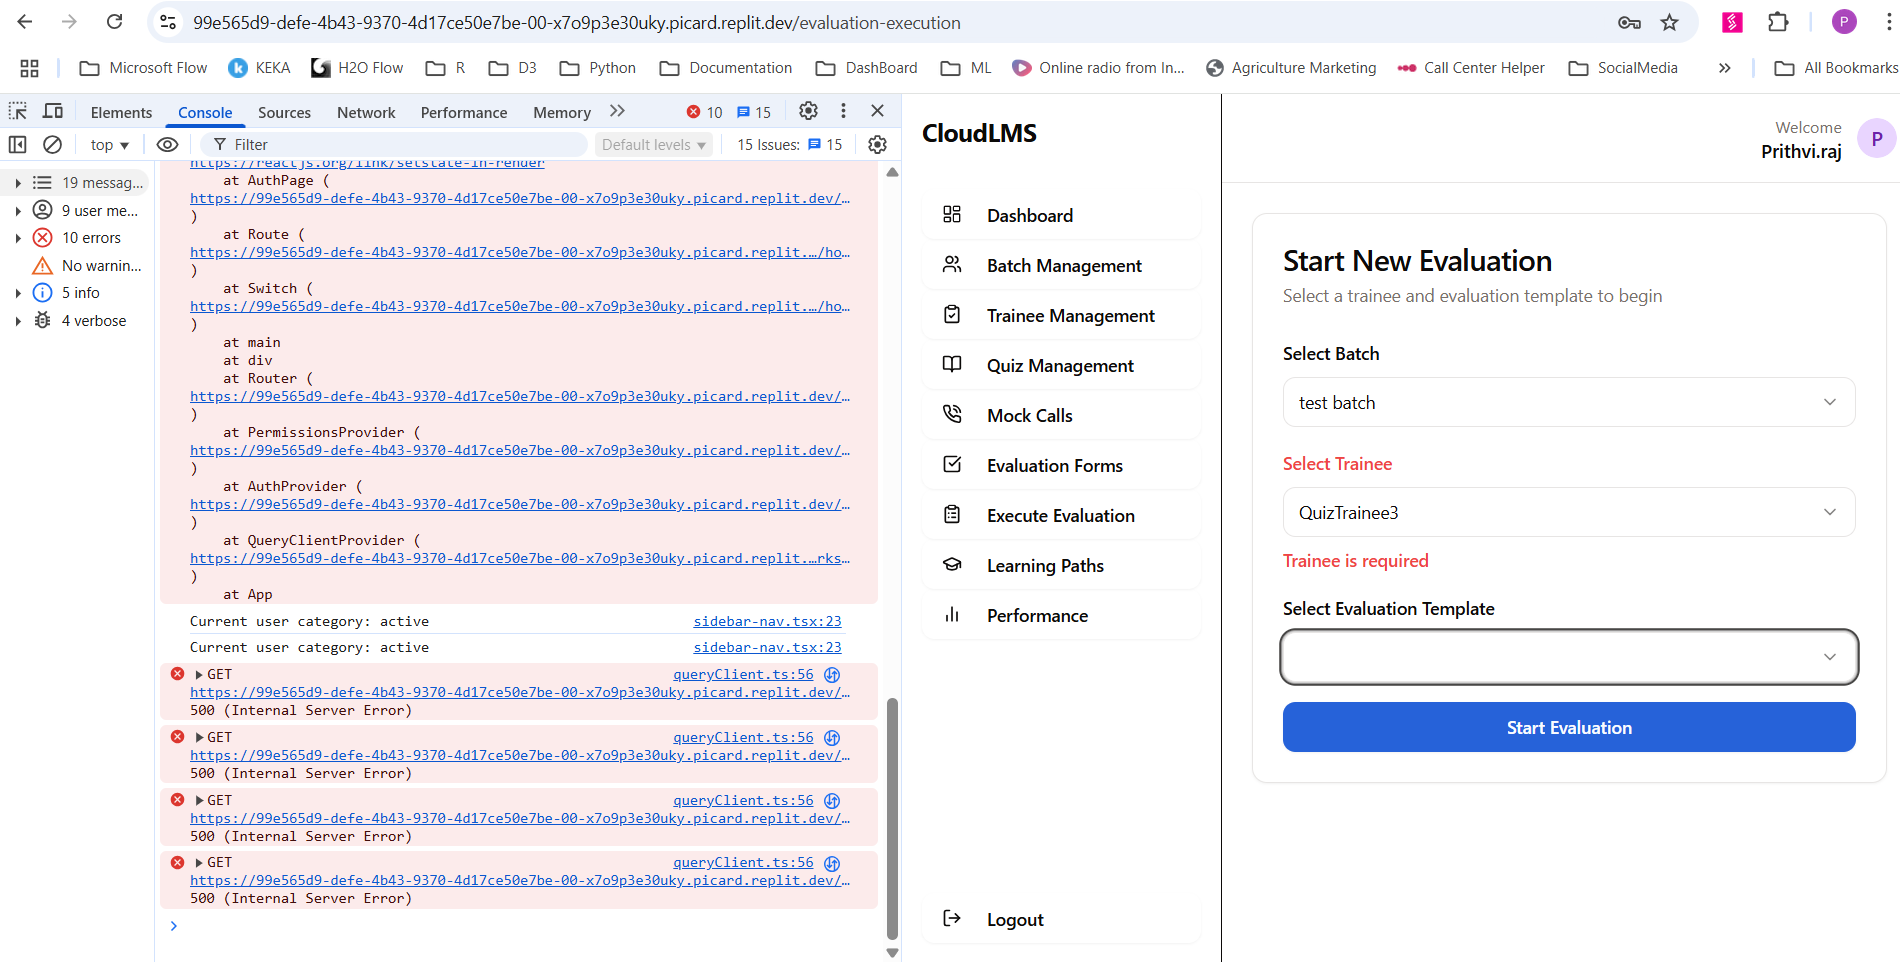 99e565d9-defe-4b43-9370-4d17ce50e7be-00-x7o9p3e30uky.picard.replit.dev/evaluation-execution
P
Microsoft Flow
KEKA
H2O Flow
R
D3
Python
Documentation
DashBoard
ML
Online radio from In...
Agriculture Marketing
Call Center Helper
SocialMedia
»
All Bookmarks
Elements
Console
Sources
Network
Performance
Memory
10
15
top
Filter
Default levels
15 Issues:
15
19 messag...
9 user me...
10 errors
No warnin...
5 info
4 verbose
https://reactjs.org/link/setstate-in-render
at AuthPage (
https://99e565d9-defe-4b43-9370-4d17ce50e7be-00-x7o9p3e30uky.picard.replit.dev/…
)
at Route (
https://99e565d9-defe-4b43-9370-4d17ce50e7be-00-x7o9p3e30uky.picard.replit.…/ho…
)
at Switch (
https://99e565d9-defe-4b43-9370-4d17ce50e7be-00-x7o9p3e30uky.picard.replit.…/ho…
)
at main
at div
at Router (
https://99e565d9-defe-4b43-9370-4d17ce50e7be-00-x7o9p3e30uky.picard.replit.dev/…
)
at PermissionsProvider (
https://99e565d9-defe-4b43-9370-4d17ce50e7be-00-x7o9p3e30uky.picard.replit.dev/…
)
at AuthProvider (
https://99e565d9-defe-4b43-9370-4d17ce50e7be-00-x7o9p3e30uky.picard.replit.dev/…
)
at QueryClientProvider (
https://99e565d9-defe-4b43-9370-4d17ce50e7be-00-x7o9p3e30uky.picard.replit.…rks…
)
at App
Current user category: active sidebar-nav.tsx:23
Current user category: active sidebar-nav.tsx:23
GET queryClient.ts:56
https://99e565d9-defe-4b43-9370-4d17ce50e7be-00-x7o9p3e30uky.picard.replit.dev/…
500 (Internal Server Error)
GET queryClient.ts:56
https://99e565d9-defe-4b43-9370-4d17ce50e7be-00-x7o9p3e30uky.picard.replit.dev/…
500 (Internal Server Error)
GET queryClient.ts:56
https://99e565d9-defe-4b43-9370-4d17ce50e7be-00-x7o9p3e30uky.picard.replit.dev/…
500 (Internal Server Error)
GET queryClient.ts:56
https://99e565d9-defe-4b43-9370-4d17ce50e7be-00-x7o9p3e30uky.picard.replit.dev/…
500 (Internal Server Error)
CloudLMS
Dashboard
Batch Management
Trainee Management
Quiz Management
Mock Calls
Evaluation Forms
Execute Evaluation
Learning Paths
Performance
Logout
Welcome
Prithvi.raj
P
Start New Evaluation
Select a trainee and evaluation template to begin
Select Batch
test batch
Select Trainee
QuizTrainee3
Trainee is required
Select Evaluation Template
Start Evaluation